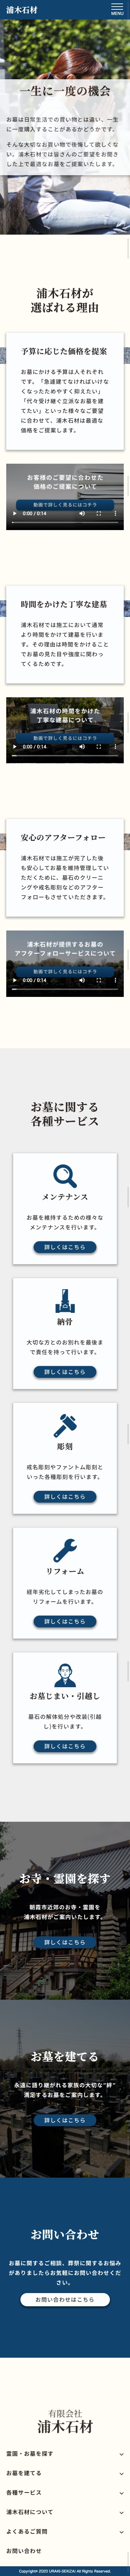 浦木石材
MENU
一生に一度の機会
お墓は日常生活での買い物とは違い、一生
に一度購入することがあるかどうかです。
そんな大切なお買い物で後悔して欲しくな
い。浦木石材では皆さんのご要望をお聞き
した上で最適なお墓をご提案いたします。
浦木石材が
選ばれる理由
予算に応じた価格を提案
お墓にかける予算は人それぞれ
です。「急遽建てなければいけな
くなったためやすく抑えたい」
「代々受け継ぐ立派なお墓を建
てたい」といった様々なご要望
に合わせて、浦木石材は最適な
価格をご提案します。
お客様のご要望に合わせた
価格のご提案について
動画で詳しく見るにはコチラ
0:00 / 0:14
時間をかけた丁寧な建墓
浦木石材では施工において通常
より時間をかけて建墓を行いま
す。その理由は時間をかけること
でお墓の見た目や強度に関わっ
てくるためです。
浦木石材の時間をかけた
丁寧な建墓について
動画で詳しく見るにはコチラ
0:00 / 0:14
安心のアフターフォロー
浦木石材では施工が完了した後
も安心してお墓を維持管理してい
ただくために、墓石のクリーニ
ングや戒名彫刻などのアフター
フォローもさせていただきます。
浦木石材が提供するお墓の
アフターフォローサービスについて
動画で詳しく見るにはコチラ
0:00 / 0:14
お墓に関する
各種サービス
メンテナンス
お墓を維持するための様々な
メンテナンスを行います。
詳しくはこちら
納骨
大切な方とのお別れを最後ま
で責任を持って行います。
詳しくはこちら
彫刻
戒名彫刻やファントム彫刻と
いった各種彫刻を行います。
詳しくはこちら
リフォーム
経年劣化してしまったお墓の
リフォームを行います。
詳しくはこちら
お墓じまい・引越し
墓石の解体処分や改装(引越
し)を行います。
詳しくはこちら
お寺・霊園を探す
朝霞市近郊のお寺・霊園を
浦木石材がご案内いたします。
詳しくはこちら
お墓を建てる
永遠に語り継がれる家族の大切な“絆”
満足するお墓をご案内します。
詳しくはこちら
お問い合わせ
お墓に関するご相談、葬祭に関するお悩み
がありましたらお気軽にお問い合わせくだ
さい。
お問い合わせはこちら
有限会社
浦木石材
霊園・お墓を探す
お墓を建てる
各種サービス
浦木石材について
よくあるご質問
お問い合わせ
Copyright© 2020 URAKI-SEKIZAI All Rights Reserved.